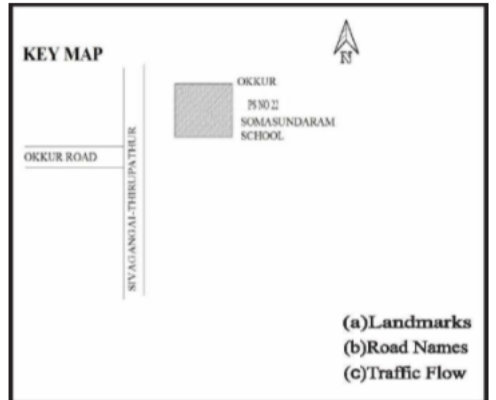 N
KEY MAP
OKKUR
PS NO 22
SOMASUNDARAM
SCHOOL
OKKUR ROAD
SIVAGANGAI-THIRUPATHUR
(a)Landmarks
(b)Road Names
(c)Traffic Flow